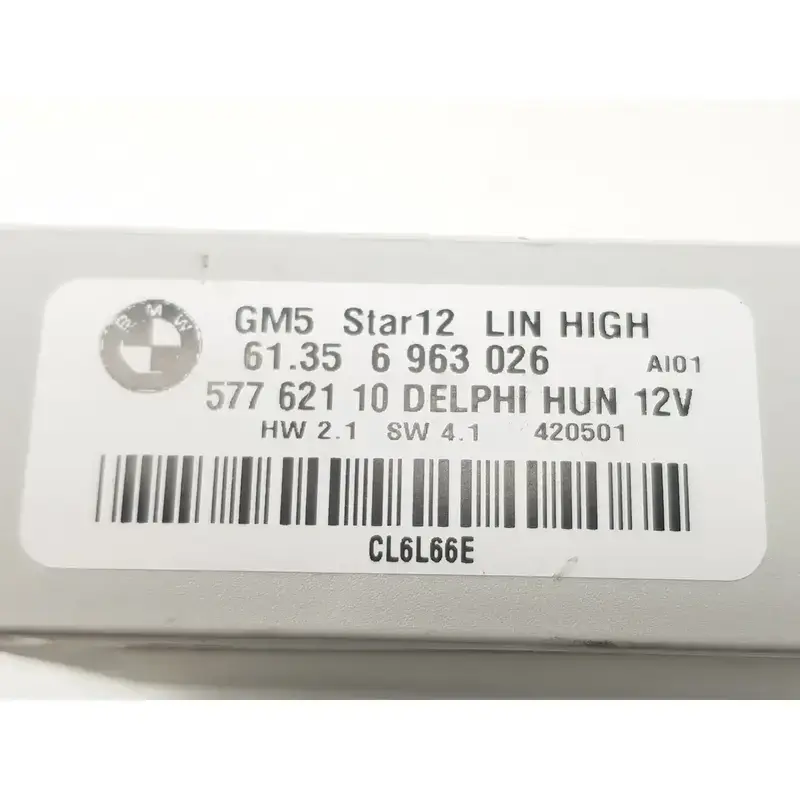 BMW
GM5 Star12 LIN HIGH
61.35 6 963 026 AI01
577 621 10 DELPHI HUN 12V
HW 2.1 SW 4.1 420501
CL6L66E